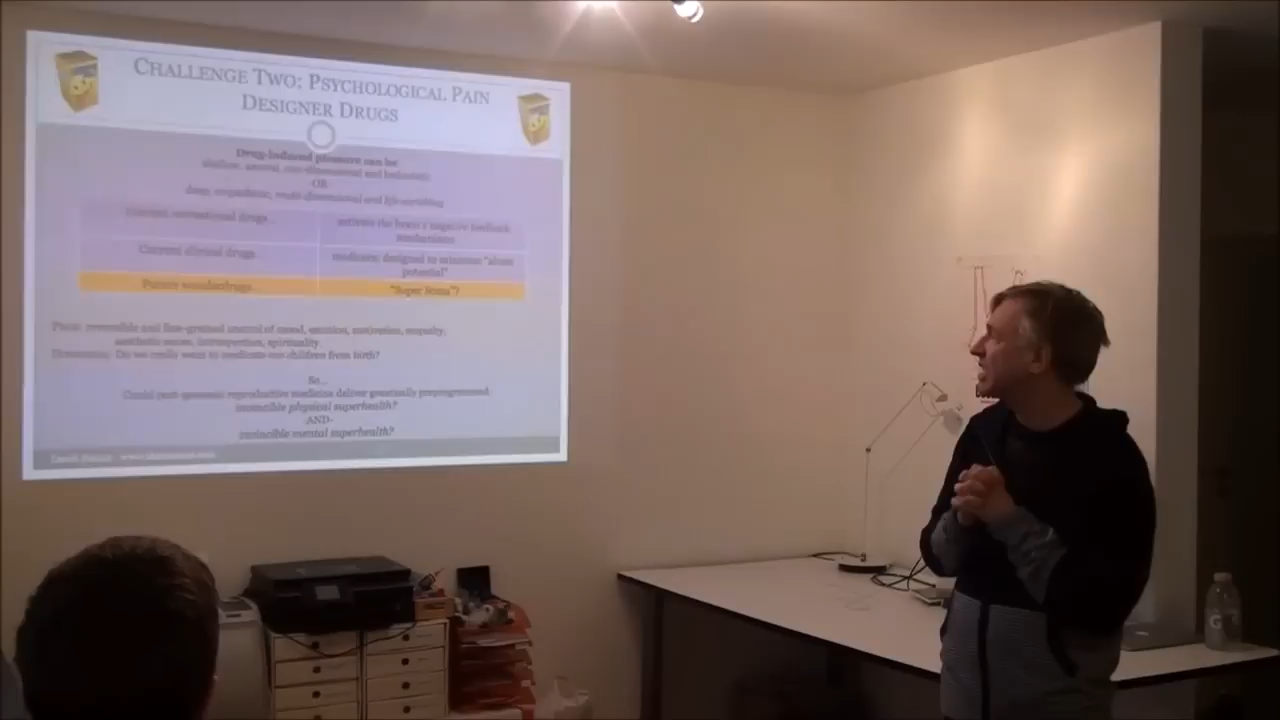 CHALLENGE TWO: PSYCHOLOGICAL PAIN
DESIGNER DRUGS
Drug-induced pleasure can be
shallow, amoral, one-dimensional and
OR
deep, empathetic, multi-dimensional and life-enriching
Current recreational drugs...
activate the brain's negative feedback
mechanisms
Current clinical drugs...
medicines designed to minimise "abuse
potential"
Future wonderdrugs...
"Super Soma"?
Pros: reversible and fine-grained control of mood, emotion, motivation, empathy,
aesthetic sense, introspection, spirituality
Do we really want to medicate our children from birth?
So...
Could (post-genomic) reproductive medicine deliver genetically preprogrammed
invincible physical superhealth?
-AND-
invincible mental superhealth?
G